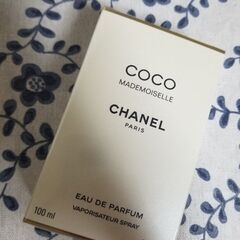 COCO
MADEMOISELLE
CHANEL
PARIS
EAU DE PARFUM
VAPORISATEUR SPRAY
100 ml